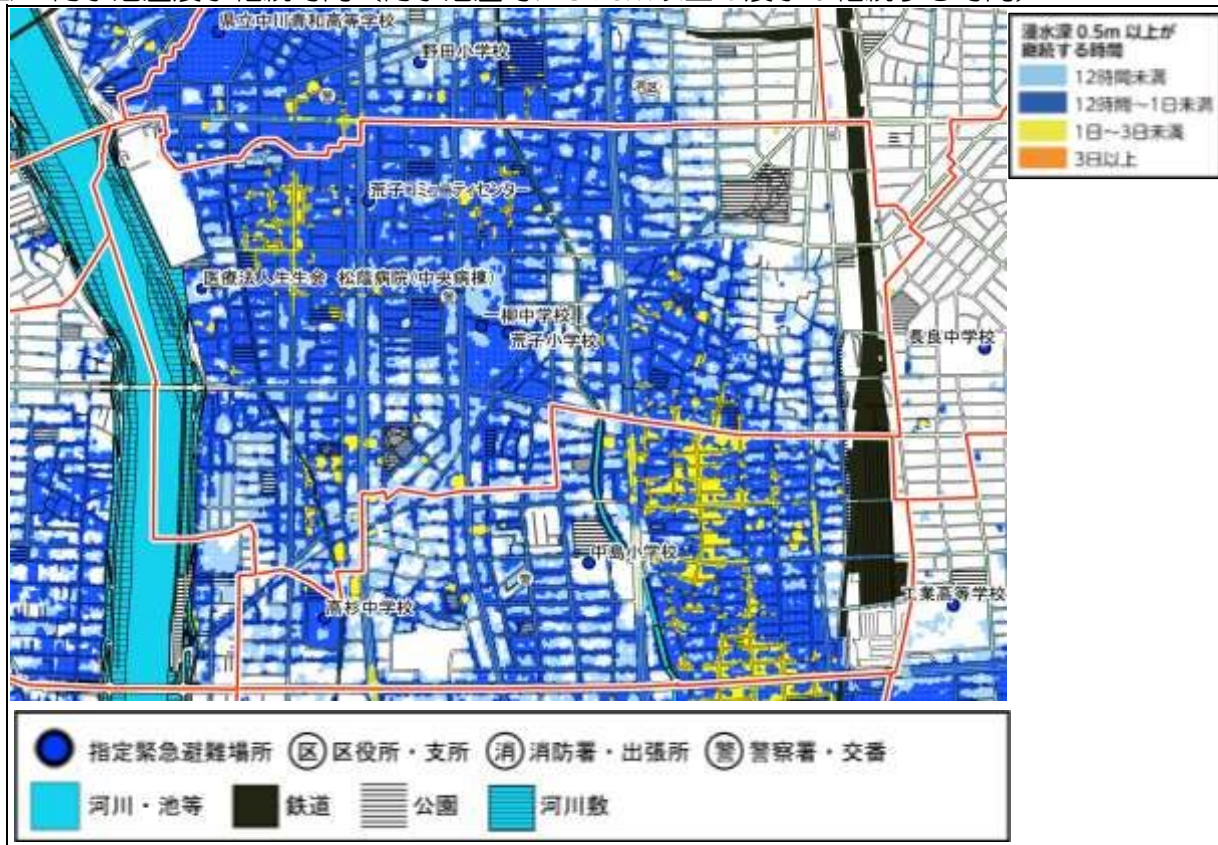 県立中川青和高等学校
野田小学校
区
荒子コミュニティセンター
医療法人生生会 松蔭病院(中央病棟)
一柳中学校
荒子小学校
長良中学校
中島小学校
高杉中学校
工業高等学校
浸水深 0.5m 以上が
継続する時間
12時間未満
12時間～1日未満
1日～3日未満
3日以上
指定緊急避難場所 区 区役所・支所 消 消防署・出張所 警 警察署・交番
河川・池等 鉄道 公園 河川敷